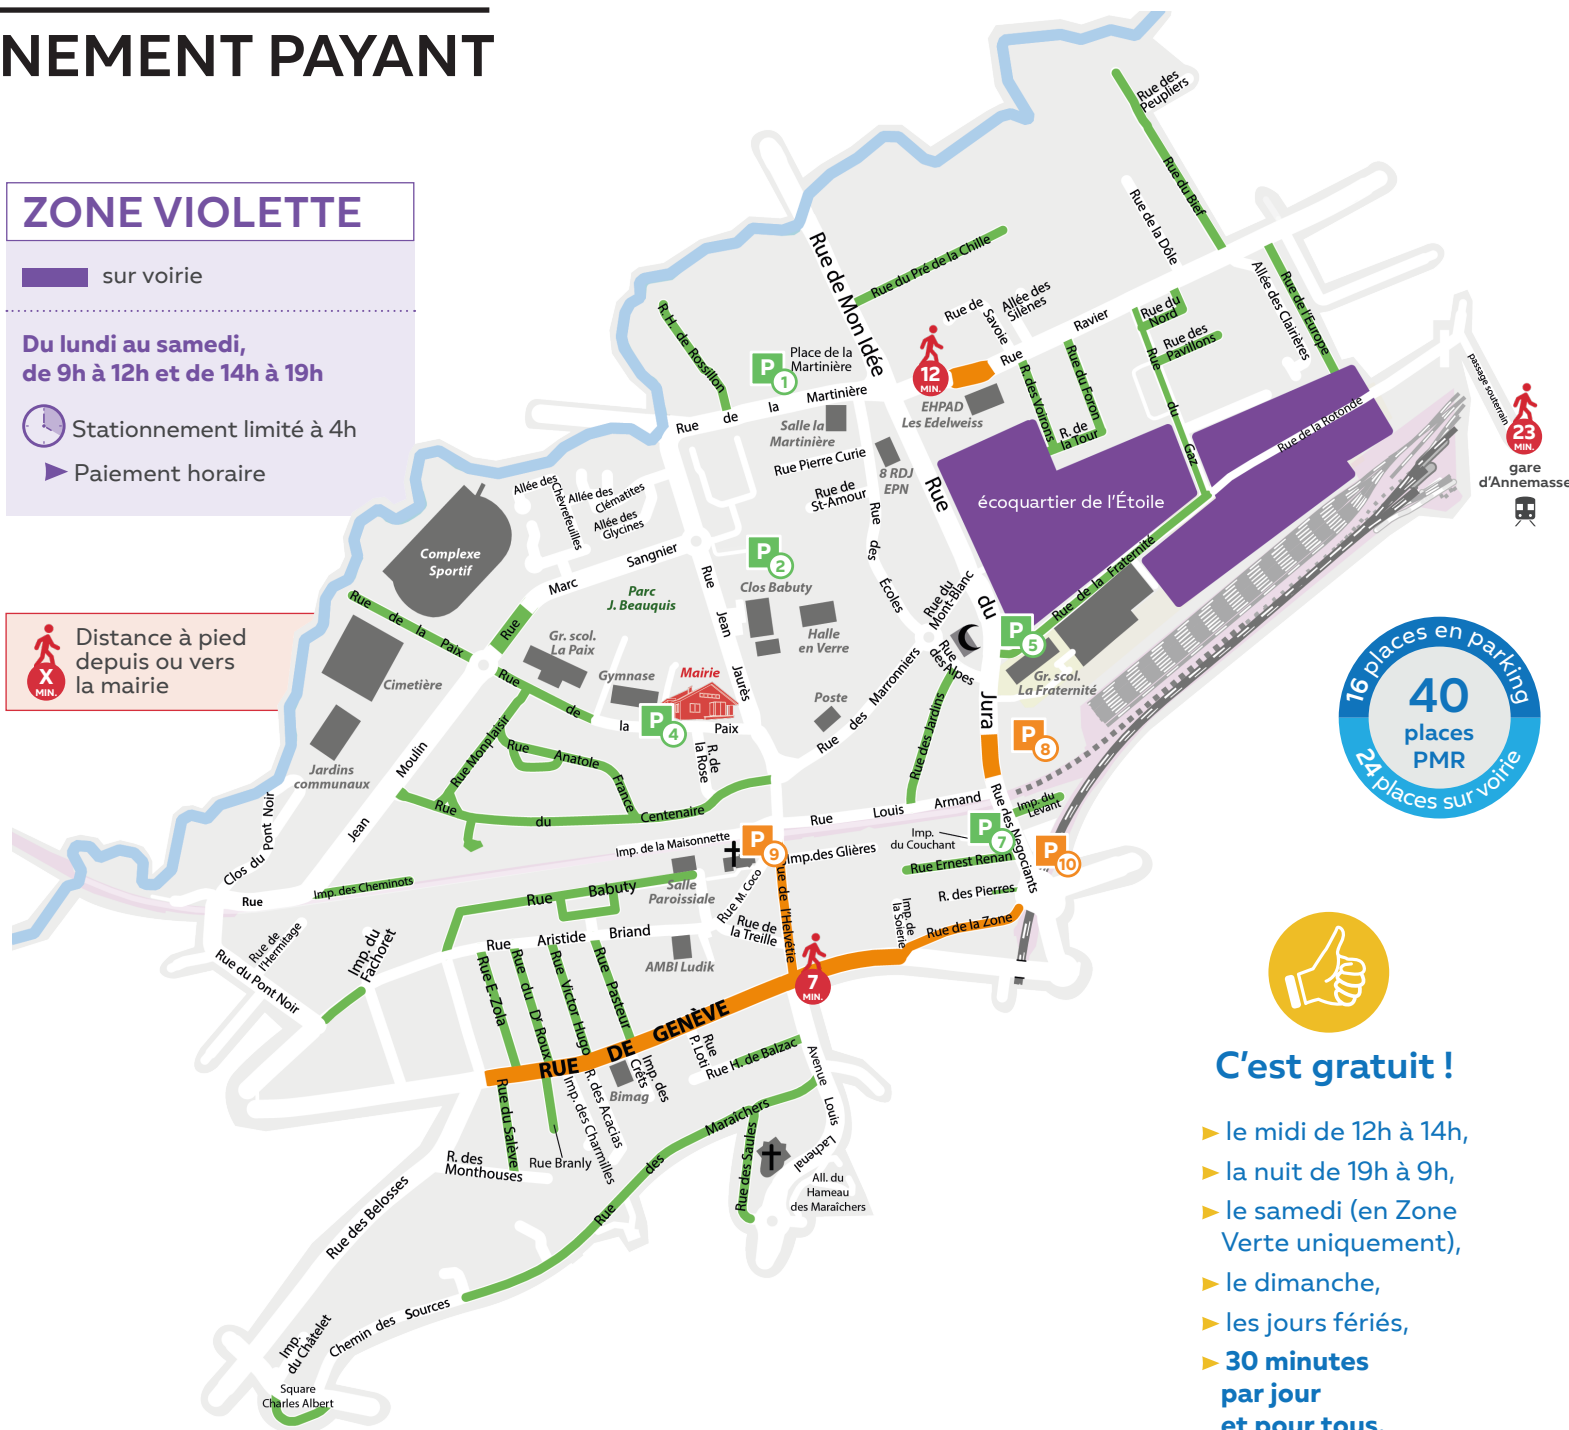 NEMENT PAYANT
ZONE VIOLETTE
sur voirie
Du lundi au samedi,
de 9h à 12h et de 14h à 19h
Stationnement limité à 4h
Paiement horaire
X
MIN.
Distance à pied
depuis ou vers
la mairie
Rue des
Peupliers
Rue du Bief
Rue de la Dôle
Rue de Mon Idée
Rue du Pré de la Chille
Rue de
Savoie
Allée des
Silènes
Rue Ravier
Rue du
Nord
Rue des
Pavillons
Allée des Clairières
Rue de l'Europe
R. H. de Rossillon
P
1
Place de la
Martinière
12
MIN.
Rue de la Martinière
Salle la
Martinière
EHPAD
Les Edelweiss
R. des Voirons
Rue du Foron
R. de
la Tour
Rue du Gaz
Rue de la Rotonde
passage souterrain
23
MIN.
gare
d'Annemasse
Rue Pierre Curie
8 RDJ
EPN
Rue de
St-Amour
Rue des Écoles
Rue du Jura
écoquartier de l'Étoile
Allée des
Chèvrefeuilles
Allée des
Clématites
Allée des
Glycines
Complexe
Sportif
Rue Marc Sangnier
Parc
J. Beauquis
P
2
Clos Babuty
Halle
en Verre
Rue Jean Jaurès
Rue du
Mont-Blanc
Rue
des Alpes
Rue de la Fraternité
P
5
Gr. scol.
La Fraternité
Rue de la Paix
Gr. scol.
La Paix
Gymnase
Mairie
P
4
Rue de la Paix
Cimetière
Jardins
communaux
Poste
Rue des Marronniers
Rue des Jardins
P
8
R. de
la Rose
Rue Monplaisir
Rue Anatole France
Jean Moulin
Rue du Centenaire
Clos du Pont Noir
Rue Louis Armand
Imp. du
Levant
Rue des Négociants
Imp.
du Couchant
P
7
P
10
Imp. de la Maisonnette
P
9
Imp.des Glières
Rue Ernest Renan
R. des Pierres
Imp. de
la Soierie
Rue de la Zone
Rue
Imp. des Cheminots
Rue Babuty
Salle
Paroissiale
Rue M. Coco
Rue de
la Treille
Rue de l'Helvétie
Rue Aristide Briand
AMBI Ludik
7
MIN.
Rue de
l'Hermitage
Rue du Pont Noir
Imp. du
Fachoret
Rue E. Zola
Rue du Dr Roux
Rue Victor Hugo
Rue Pasteur
RUE DE GENÈVE
Rue
P. Loti
Rue H. de Balzac
Avenue Louis Lachenal
Imp. des
Crêts
Bimag
R. des Acacias
Imp. des Charmilles
Rue Branly
Rue du Salève
R. des
Monthouses
Rue des Maraîchers
Rue des Saules
All. du
Hameau
des Maraîchers
Rue des Belosses
Chemin des Sources
Imp.
du Châtelet
Square
Charles Albert
16 places en parking
40
places
PMR
24 places sur voirie
C'est gratuit !
le midi de 12h à 14h,
la nuit de 19h à 9h,
le samedi (en Zone
Verte uniquement),
le dimanche,
les jours fériés,
30 minutes
par jour
et pour tous.